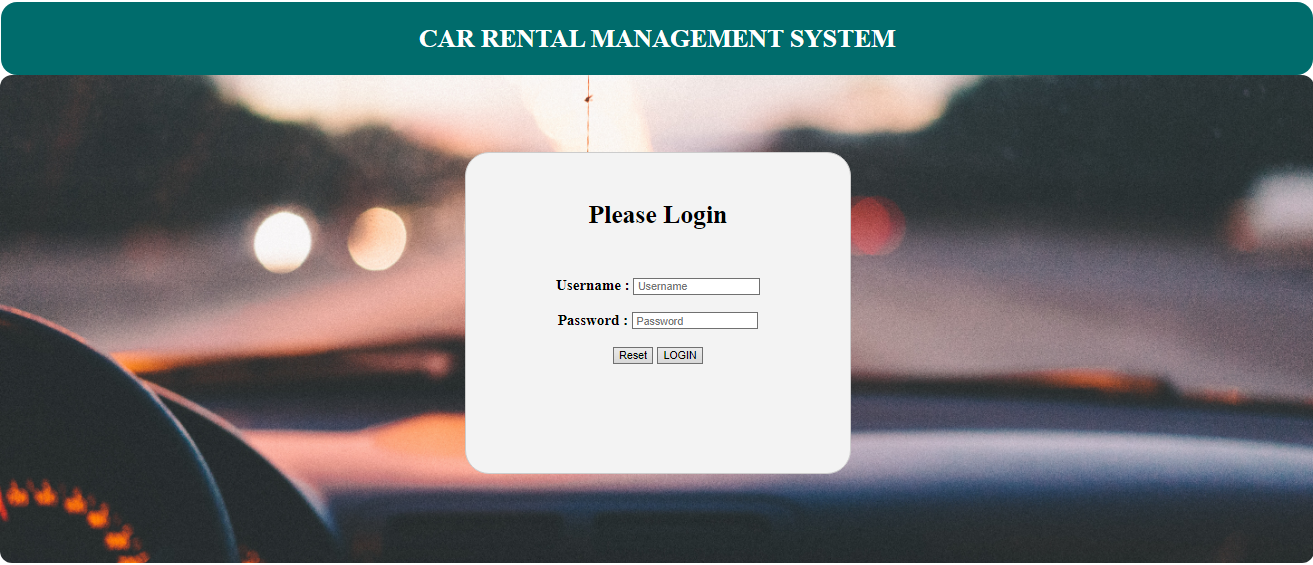 CAR RENTAL MANAGEMENT SYSTEM
Please Login
Username : Username
Password : Password
Reset LOGIN